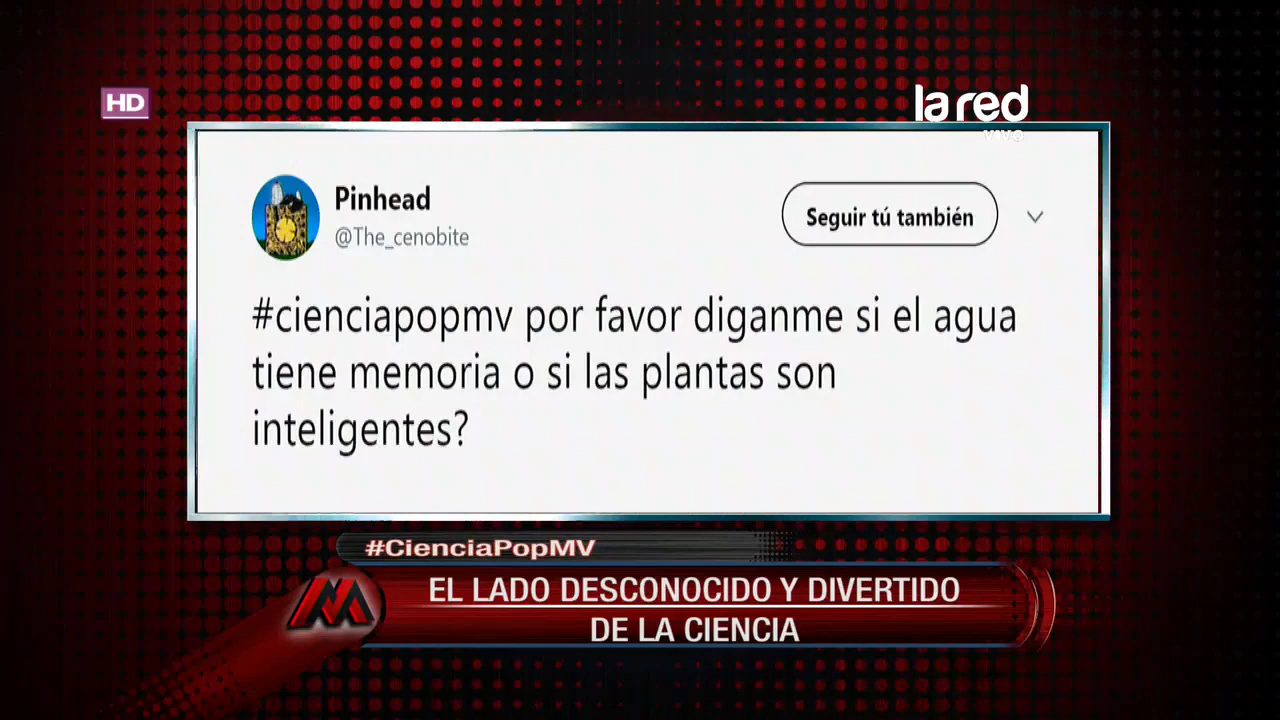 HD
la red
VIVO
Pinhead
@The_cenobite
Seguir tú también
#cienciapopmv por favor diganme si el agua
tiene memoria o si las plantas son
inteligentes?
#CienciaPopMV
EL LADO DESCONOCIDO Y DIVERTIDO
DE LA CIENCIA